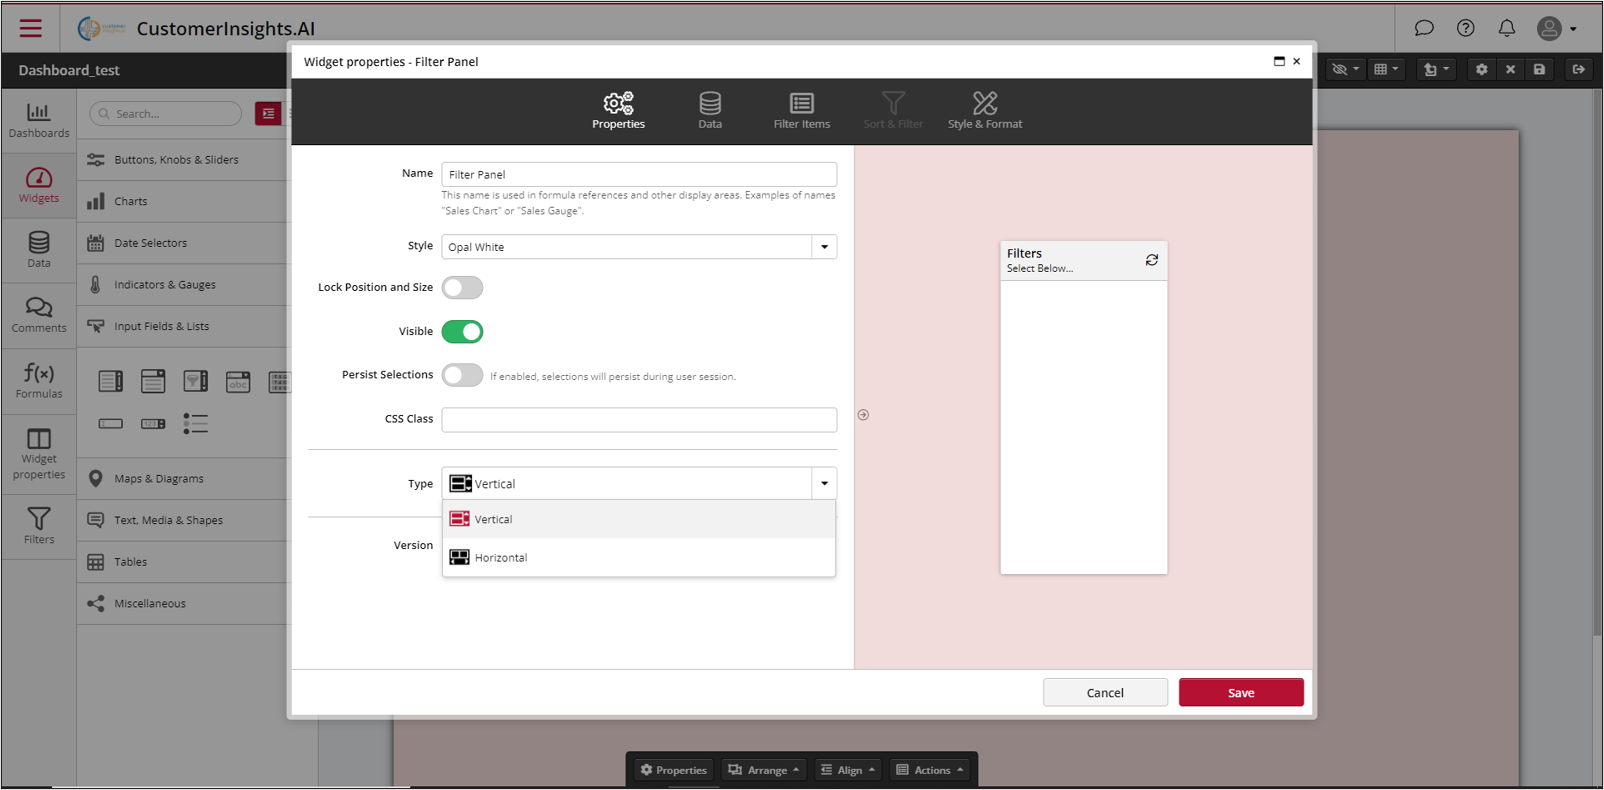 CustomerInsights.AI
Dashboard_test
Dashboards
Widgets
Data
Comments
f(x)
Formulas
Widget
properties
Filters
Search...
Buttons, Knobs & Sliders
Charts
Date Selectors
Indicators & Gauges
Input Fields & Lists
abc
Maps & Diagrams
Text, Media & Shapes
Tables
Miscellaneous
Widget properties - Filter Panel
Properties
Data
Filter Items
Sort & Filter
Style & Format
Name
Filter Panel
This name is used in formula references and other display areas. Examples of names
"Sales Chart" or "Sales Gauge".
Style
Opal White
Lock Position and Size
Visible
Persist Selections
If enabled, selections will persist during user session.
CSS Class
Type
Vertical
Vertical
Horizontal
Version
Filters
Select Below...
Cancel
Save
Properties
Arrange
Align
Actions